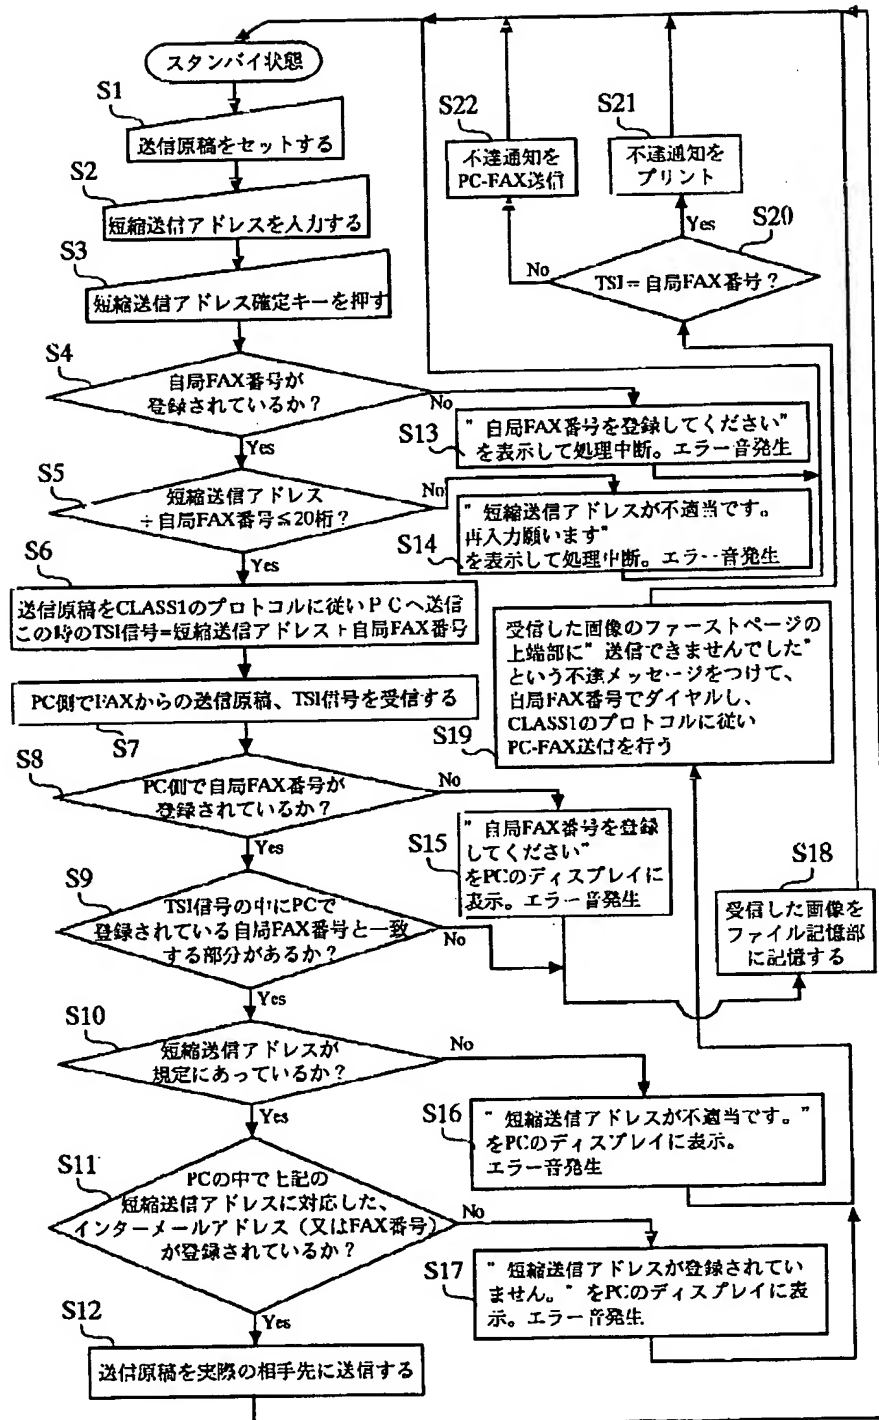 スタンバイ状態
S1
送信原稿をセットする
S2
短縮送信アドレスを入力する
S3
短縮送信アドレス確定キーを押す
S4
自局FAX番号が
登録されているか？
No
Yes
S13
" 自局FAX番号を登録してください"
を表示して処理中断。エラー音発生
S5
短縮送信アドレス
+自局FAX番号≦20桁？
No
Yes
S14
" 短縮送信アドレスが不適当です。
再入力願います"
を表示して処理中断。エラー音発生
S6
送信原稿をCLASS1のプロトコルに従いＰＣへ送信
この時のTSI信号=短縮送信アドレス+自局FAX番号
PC側でFAXからの送信原稿、TSI信号を受信する
S7
S8
PC側で自局FAX番号が
登録されているか？
No
Yes
S15
" 自局FAX番号を登録
してください"
をPCのディスプレイに
表示。エラー音発生
S9
TSI信号の中にPCで
登録されている自局FAX番号と一致
する部分があるか？
No
Yes
S10
短縮送信アドレスが
規定にあっているか？
No
Yes
S16
" 短縮送信アドレスが不適当です。"
をPCのディスプレイに表示。
エラー音発生
S11
PCの中で上記の
短縮送信アドレスに対応した、
インターメールアドレス（又はFAX番号）
が登録されているか？
No
Yes
S17
" 短縮送信アドレスが登録されてい
ません。" をPCのディスプレイに表
示。エラー音発生
S12
送信原稿を実際の相手先に送信する
S18
受信した画像を
ファイル記憶部
に記憶する
S19
受信した画像のファーストページの
上端部に" 送信できませんでした"
という不達メッセージをつけて、
自局FAX番号でダイヤルし、
CLASS1のプロトコルに従い
PC-FAX送付を行う
S20
TSI=自局FAX番号？
No
Yes
S21
不達通知を
プリント
S22
不達通知を
PC-FAX送信